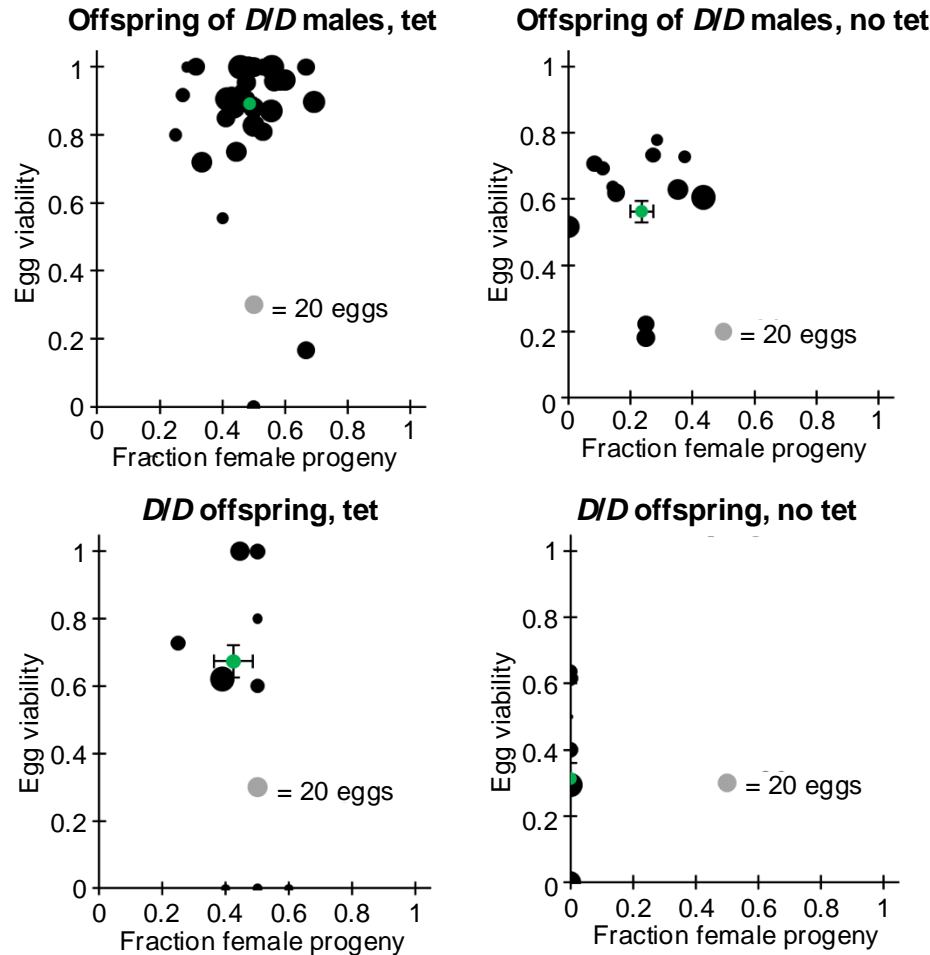 Offspring of D/D males, tet
1
0.8
0.6
0.4
0.2
0
Egg viability
= 20 eggs
0 0.2 0.4 0.6 0.8 1
Fraction female progeny
Offspring of D/D males, no tet
1
0.8
0.6
0.4
0.2
0
Egg viability
= 20 eggs
0 0.2 0.4 0.6 0.8 1
Fraction female progeny
D/D offspring, tet
1
0.8
0.6
0.4
0.2
0
Egg viability
= 20 eggs
0 0.2 0.4 0.6 0.8 1
Fraction female progeny
D/D offspring, no tet
1
0.8
0.6
0.4
0.2
0
Egg viability
= 20 eggs
0 0.2 0.4 0.6 0.8 1
Fraction female progeny